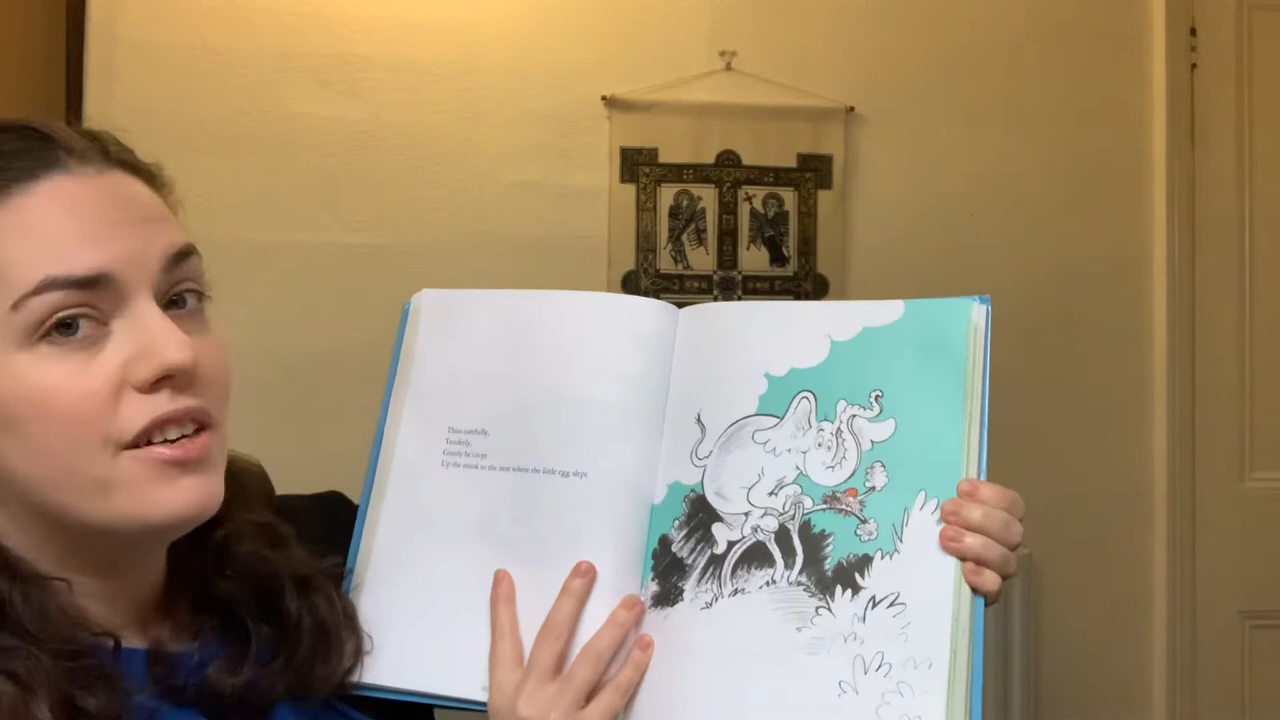 Then carefully,
Tenderly,
Gently he crept
Up the trunk to the nest where the little egg slept.